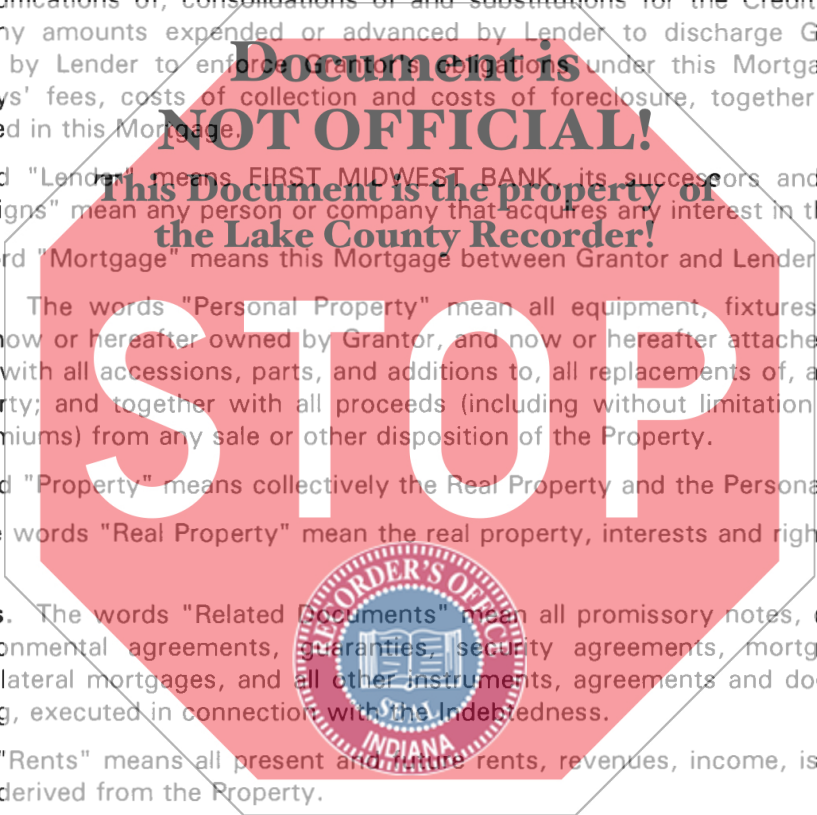 of, consolidations of and substitutions for the Credit
amounts expended or advanced by Lender to discharge G
by Lender to enforce Grantor's obligations under this Mortga
s' fees, costs of collection and costs of foreclosure, together
d in this Mortgage.
Document is
NOT OFFICIAL!
This Document is the property of
the Lake County Recorder!
"Lender" means FIRST MIDWEST BANK, its successors and
igns" mean any person or company that acquires any interest in th
rd "Mortgage" means this Mortgage between Grantor and Lender
The words "Personal Property" mean all equipment, fixtures
now or hereafter owned by Grantor, and now or hereafter attache
with all accessions, parts, and additions to, all replacements of, a
rty; and together with all proceeds (including without limitation
miums) from any sale or other disposition of the Property.
STOP
d "Property" means collectively the Real Property and the Persona
words "Real Property" mean the real property, interests and righ
s. The words "Related Documents" mean all promissory notes,
onmental agreements, guaranties, security agreements, mortg
lateral mortgages, and all other instruments, agreements and do
g, executed in connection with the Indebtedness.
"Rents" means all present and future rents, revenues, income, is
derived from the Property.
RECORDER'S OFFICE
SEAL
INDIANA